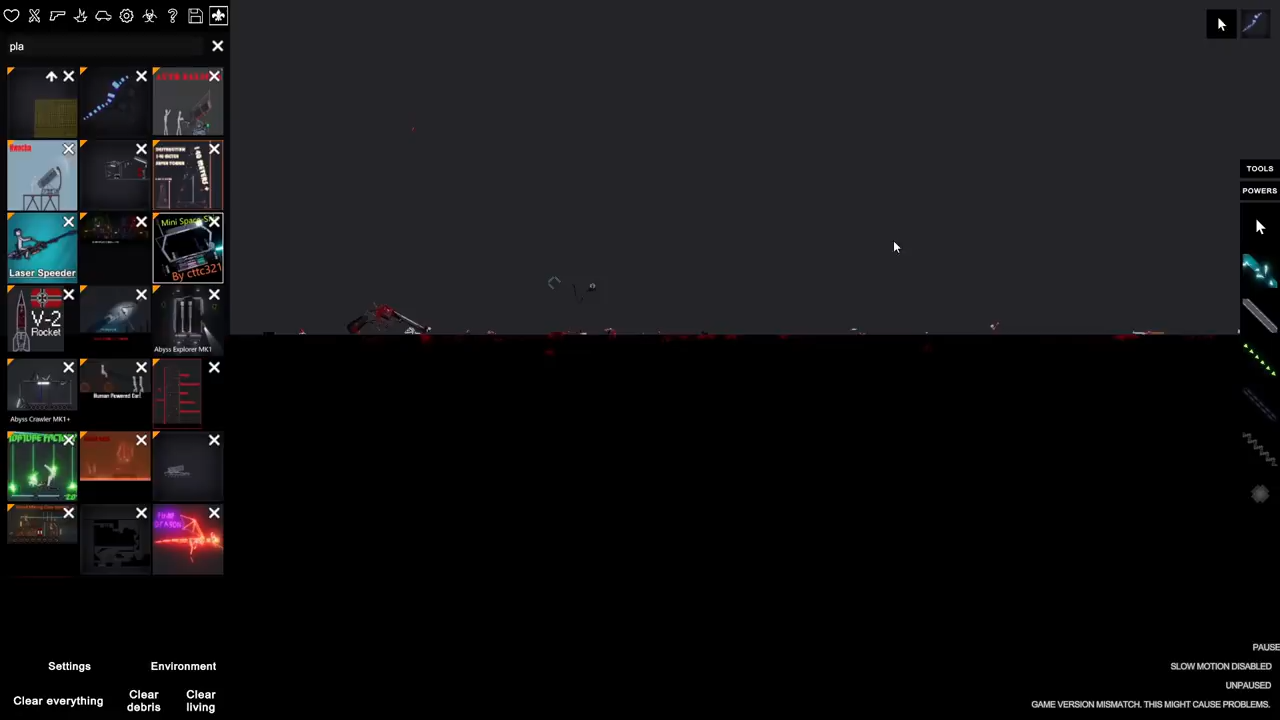 pla
TOOLS
POWERS
Mini Space
By cttc321
Laser Speeder
V-2
Rocket
Abyss Explorer MK1
Abyss Crawler MK1+
Human Powered Car!
Settings
Environment
Clear everything
Clear
debris
Clear
living
PAUSE
SLOW MOTION DISABLED
UNPAUSED
GAME VERSION MISMATCH. THIS MIGHT CAUSE PROBLEMS.